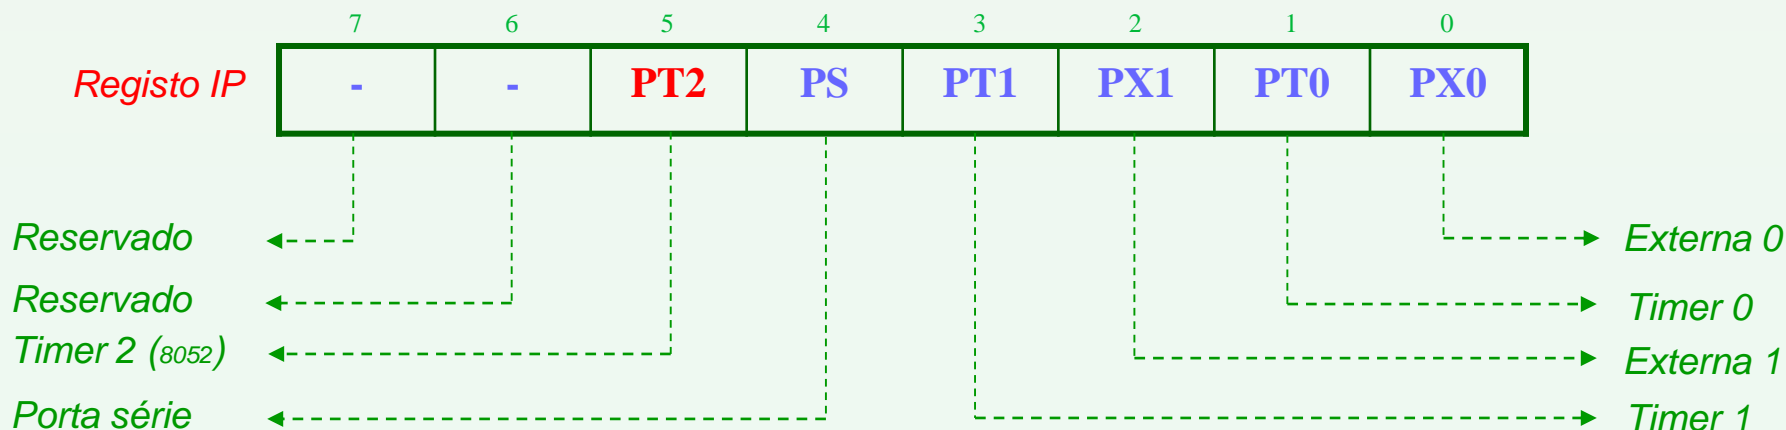 7 6 5 4 3 2 1 0
Registo IP - - PT2 PS PT1 PX1 PT0 PX0
Reservado Externa 0
Reservado Timer 0
Timer 2 (8052) Externa 1
Porta série Timer 1